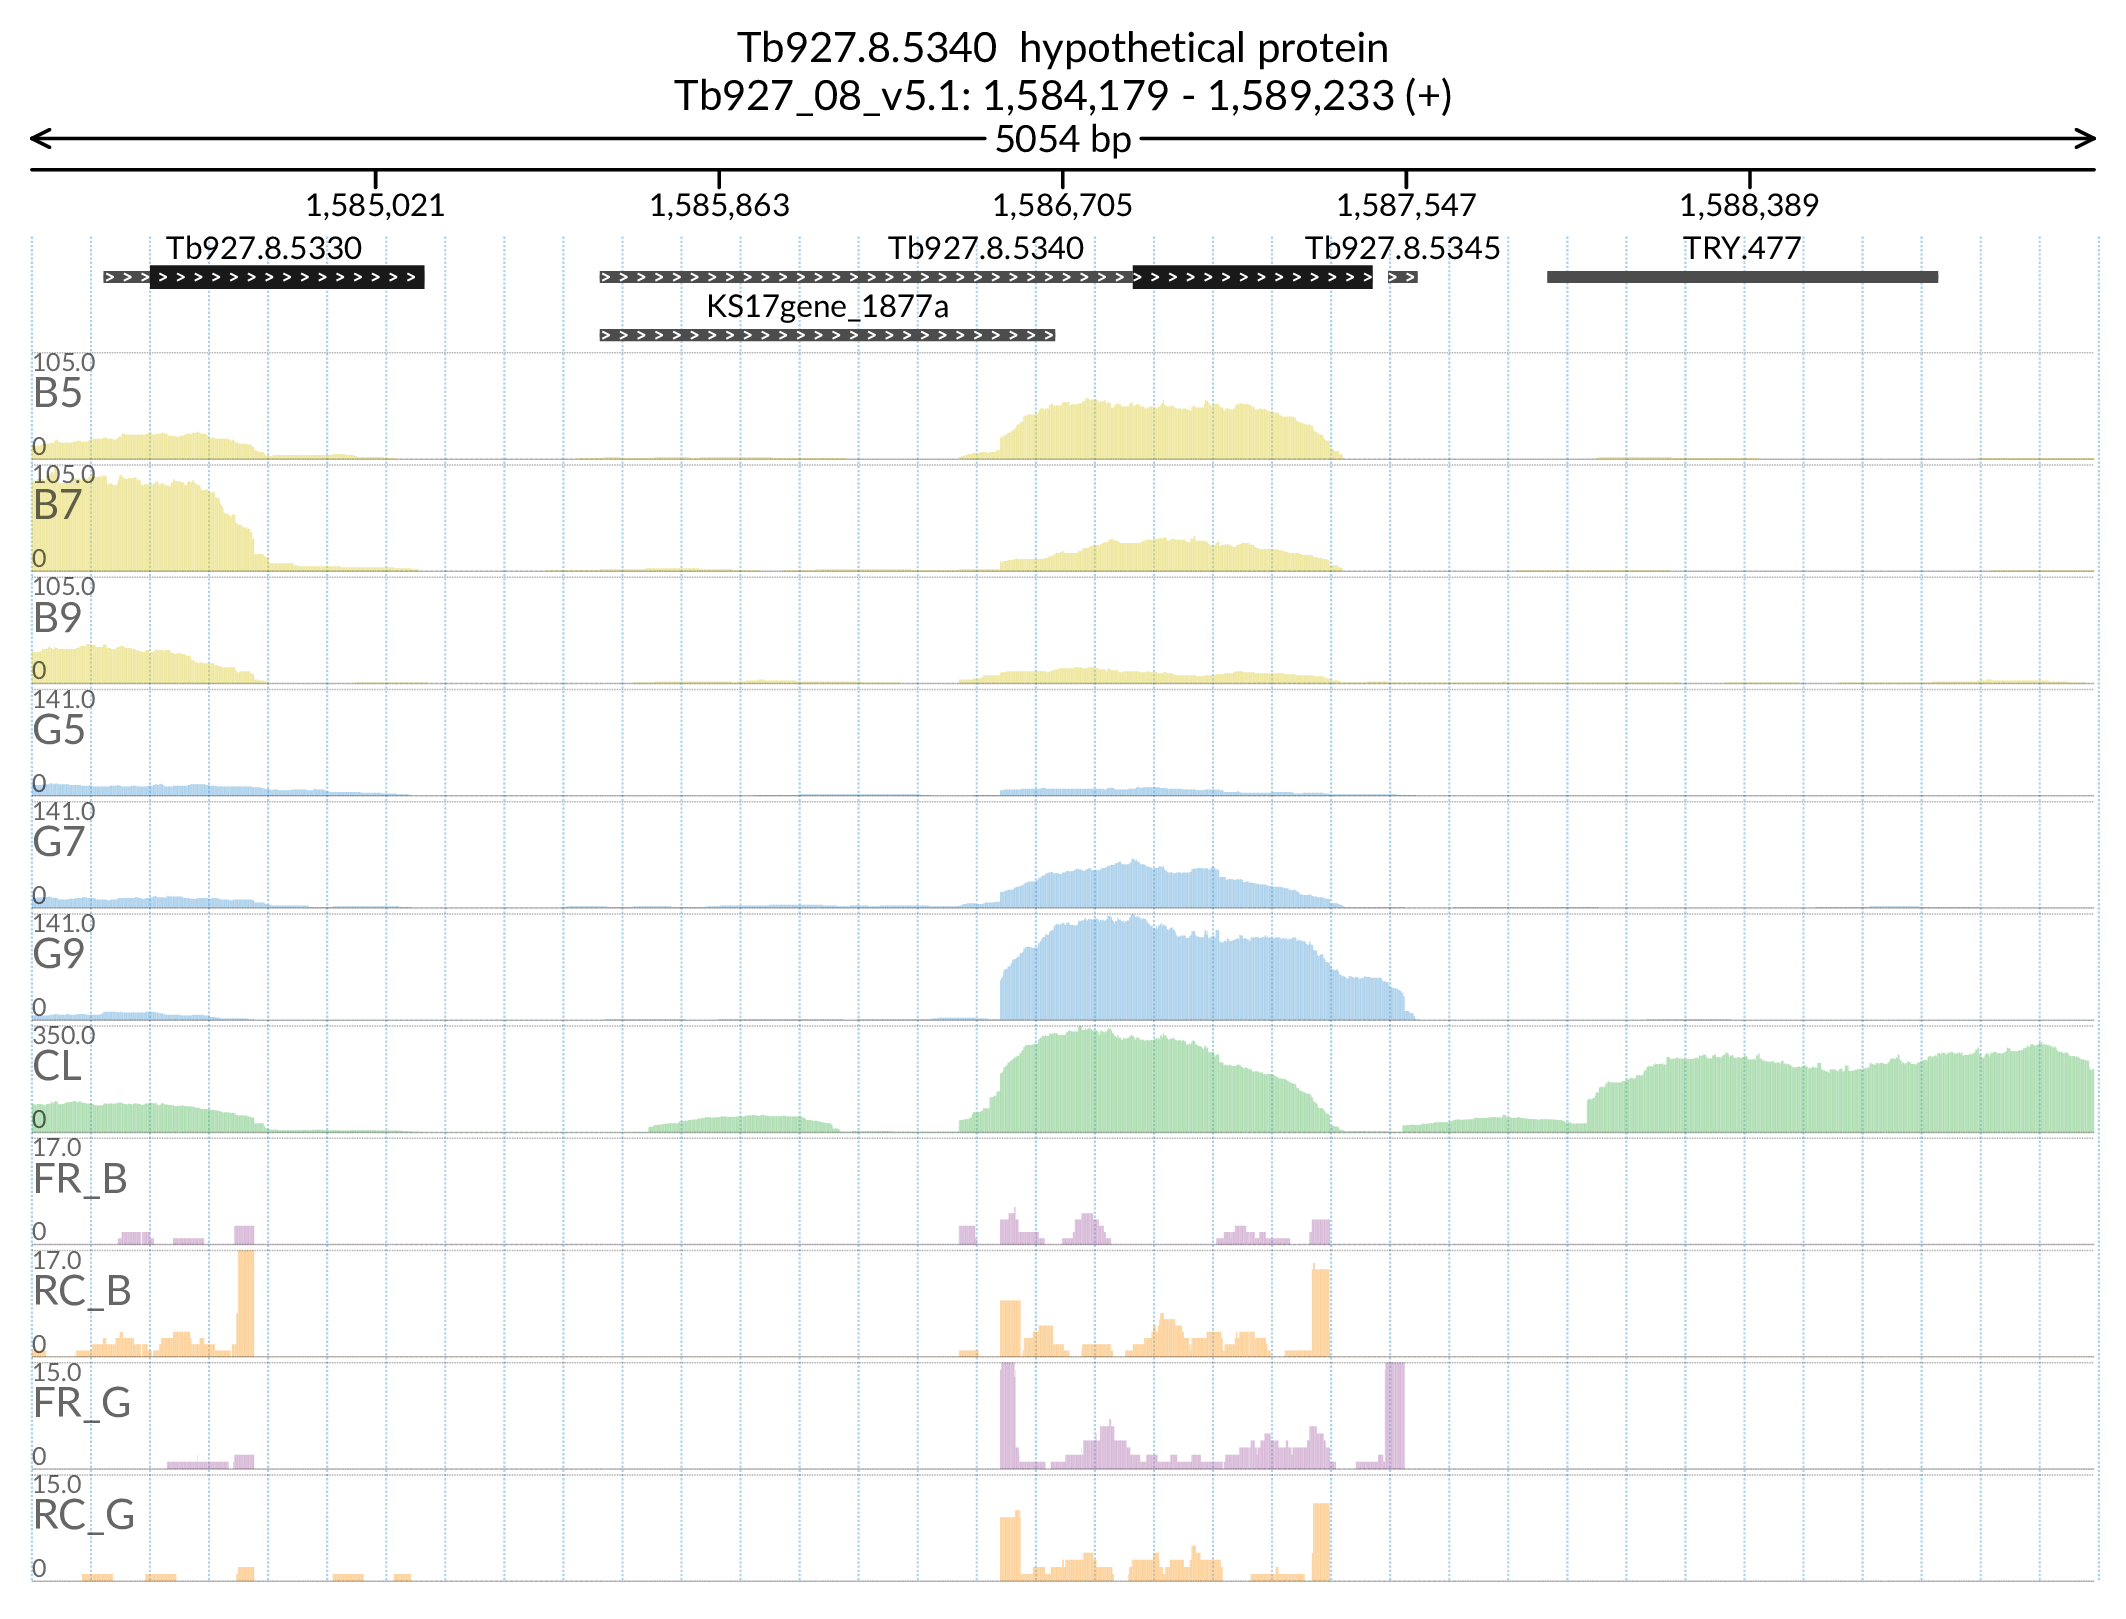 Tb927.8.5340  hypothetical protein
Tb927_08_v5.1: 1,584,179 - 1,589,233 (+)
5054 bp
1,585,021 1,585,863 1,586,705 1,587,547 1,588,389
Tb927.8.5330 Tb927.8.5340 Tb927.8.5345 TRY.477
KS17gene_1877a
105.0
B5
0
105.0
B7
0
105.0
B9
0
141.0
G5
0
141.0
G7
0
141.0
G9
0
350.0
CL
0
17.0
FR_B
0
17.0
RC_B
0
15.0
FR_G
0
15.0
RC_G
0